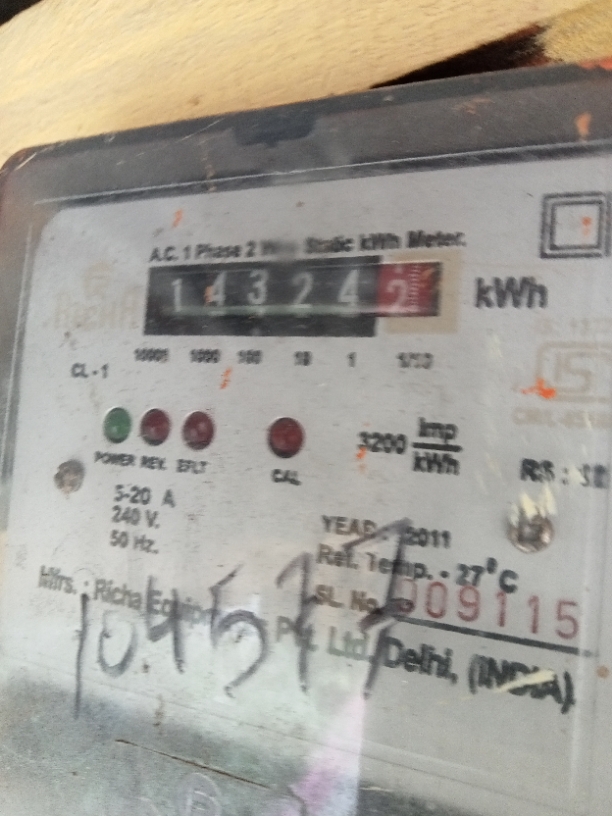 A.C. 1 Phase 2 Static kWh Meter.
1 4 3 2 4 2 kWh
10001 1000 100 10 1 1/10
CL-1
POWER REV. EFLT CAL
3200 Imp/kWh
5-20 A
240 V.
50 Hz.
YEAR : 2011
Ref. Temp. - 27°C
SL. No. 009115
Mfrs. : Richa Equip Pvt. Ltd. Delhi, (INDIA)